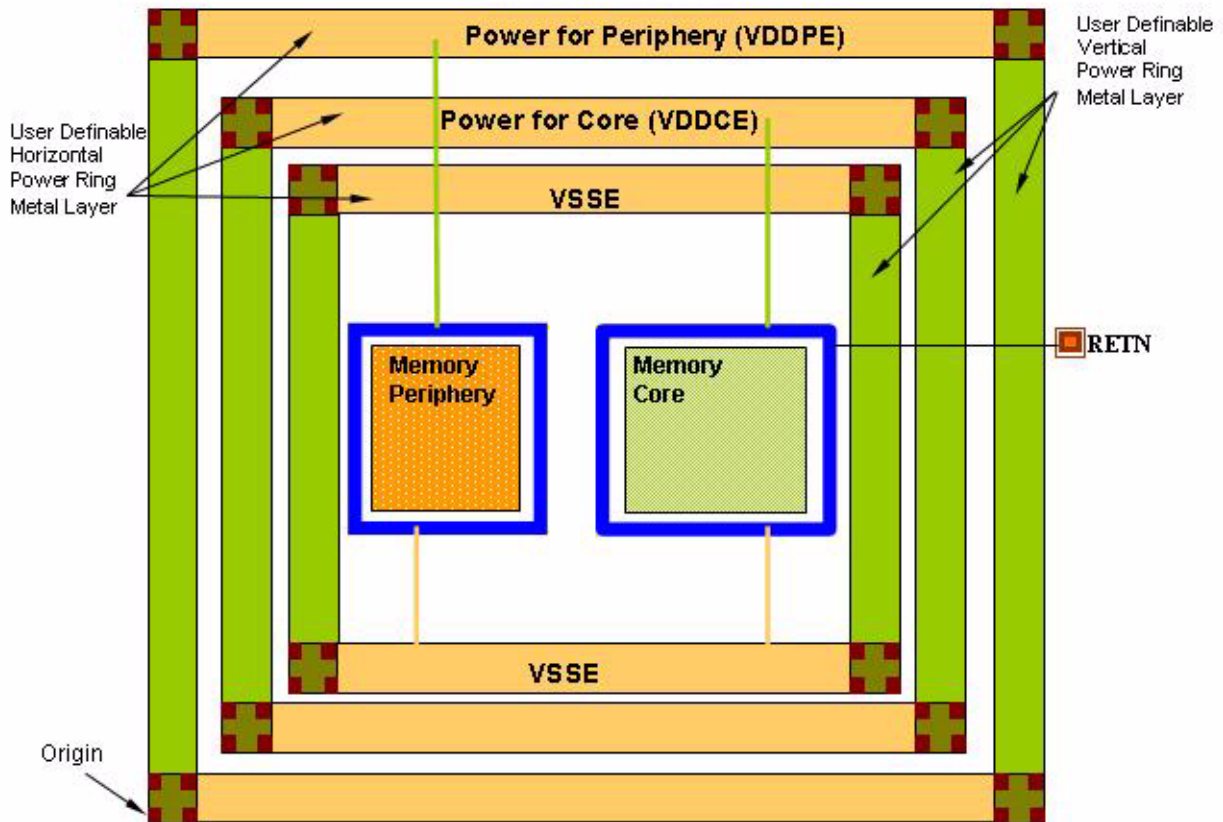 Power for Periphery (VDDPE)
User Definable
Vertical
Power Ring
Metal Layer
Power for Core (VDDCE)
User Definable
Horizontal
Power Ring
Metal Layer
VSSE
RETN
Memory
Periphery
Memory
Core
VSSE
Origin